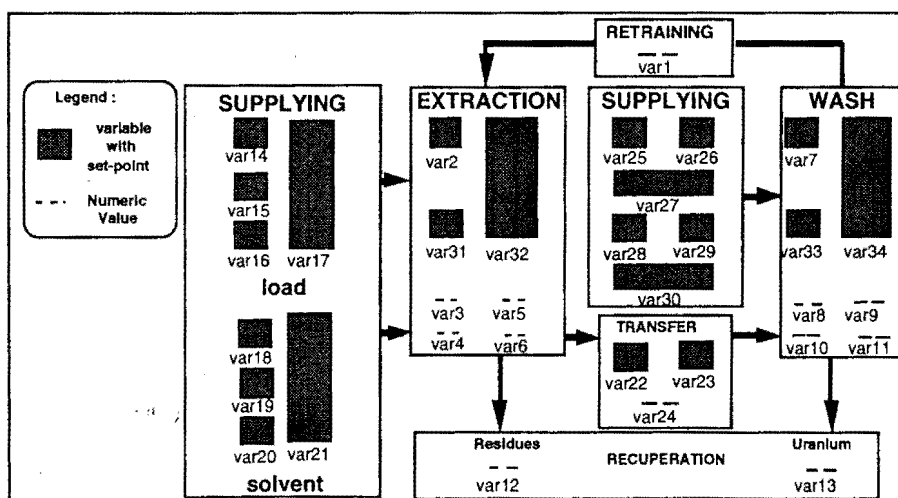 RETRAINING
var1
Legend :
variable
with
set-point
Numeric
Value
SUPPLYING
var14
var15
var16 var17
load
var18
var19
var20 var21
solvent
EXTRACTION
var2
var31 var32
var3 var5
var4 var6
SUPPLYING
var25 var26
var27
var28 var29
var30
TRANSFER
var22 var23
var24
WASH
var7
var33 var34
var8 var9
var10 var11
Residues
var12
RECUPERATION
Uranium
var13